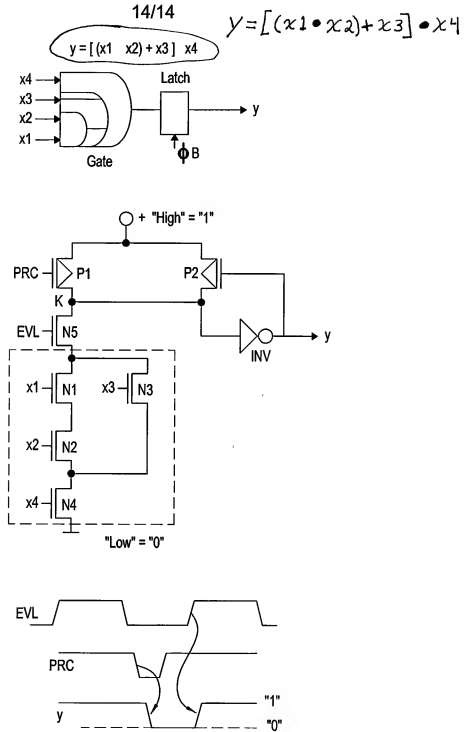 14/14
y = [(x1 • x2) + x3] • x4
y = [ (x1 x2) + x3 ] x4
x4
x3
x2
x1
Gate
Latch
y
ϕ B
+ "High" = "1"
PRC
P1
P2
K
EVL
N5
INV
y
x1
N1
x3
N3
x2
N2
x4
N4
"Low" = "0"
EVL
PRC
y
"1"
"0"